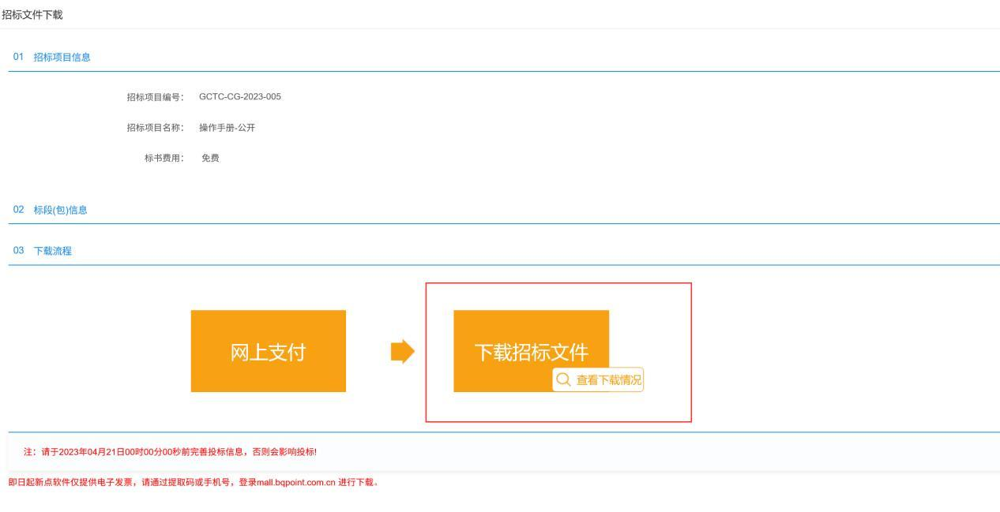 招标文件下载
01 招标项目信息
招标项目编号： GCTC-CG-2023-005
招标项目名称： 操作手册-公开
标书费用： 免费
02 标段(包)信息
03 下载流程
网上支付
下载招标文件
查看下载情况
注：请于2023年04月21日00时00分00秒前完善投标信息，否则会影响投标!
即日起新点软件仅提供电子发票，请通过提取码或手机号，登录mall.bqpoint.com.cn 进行下载。